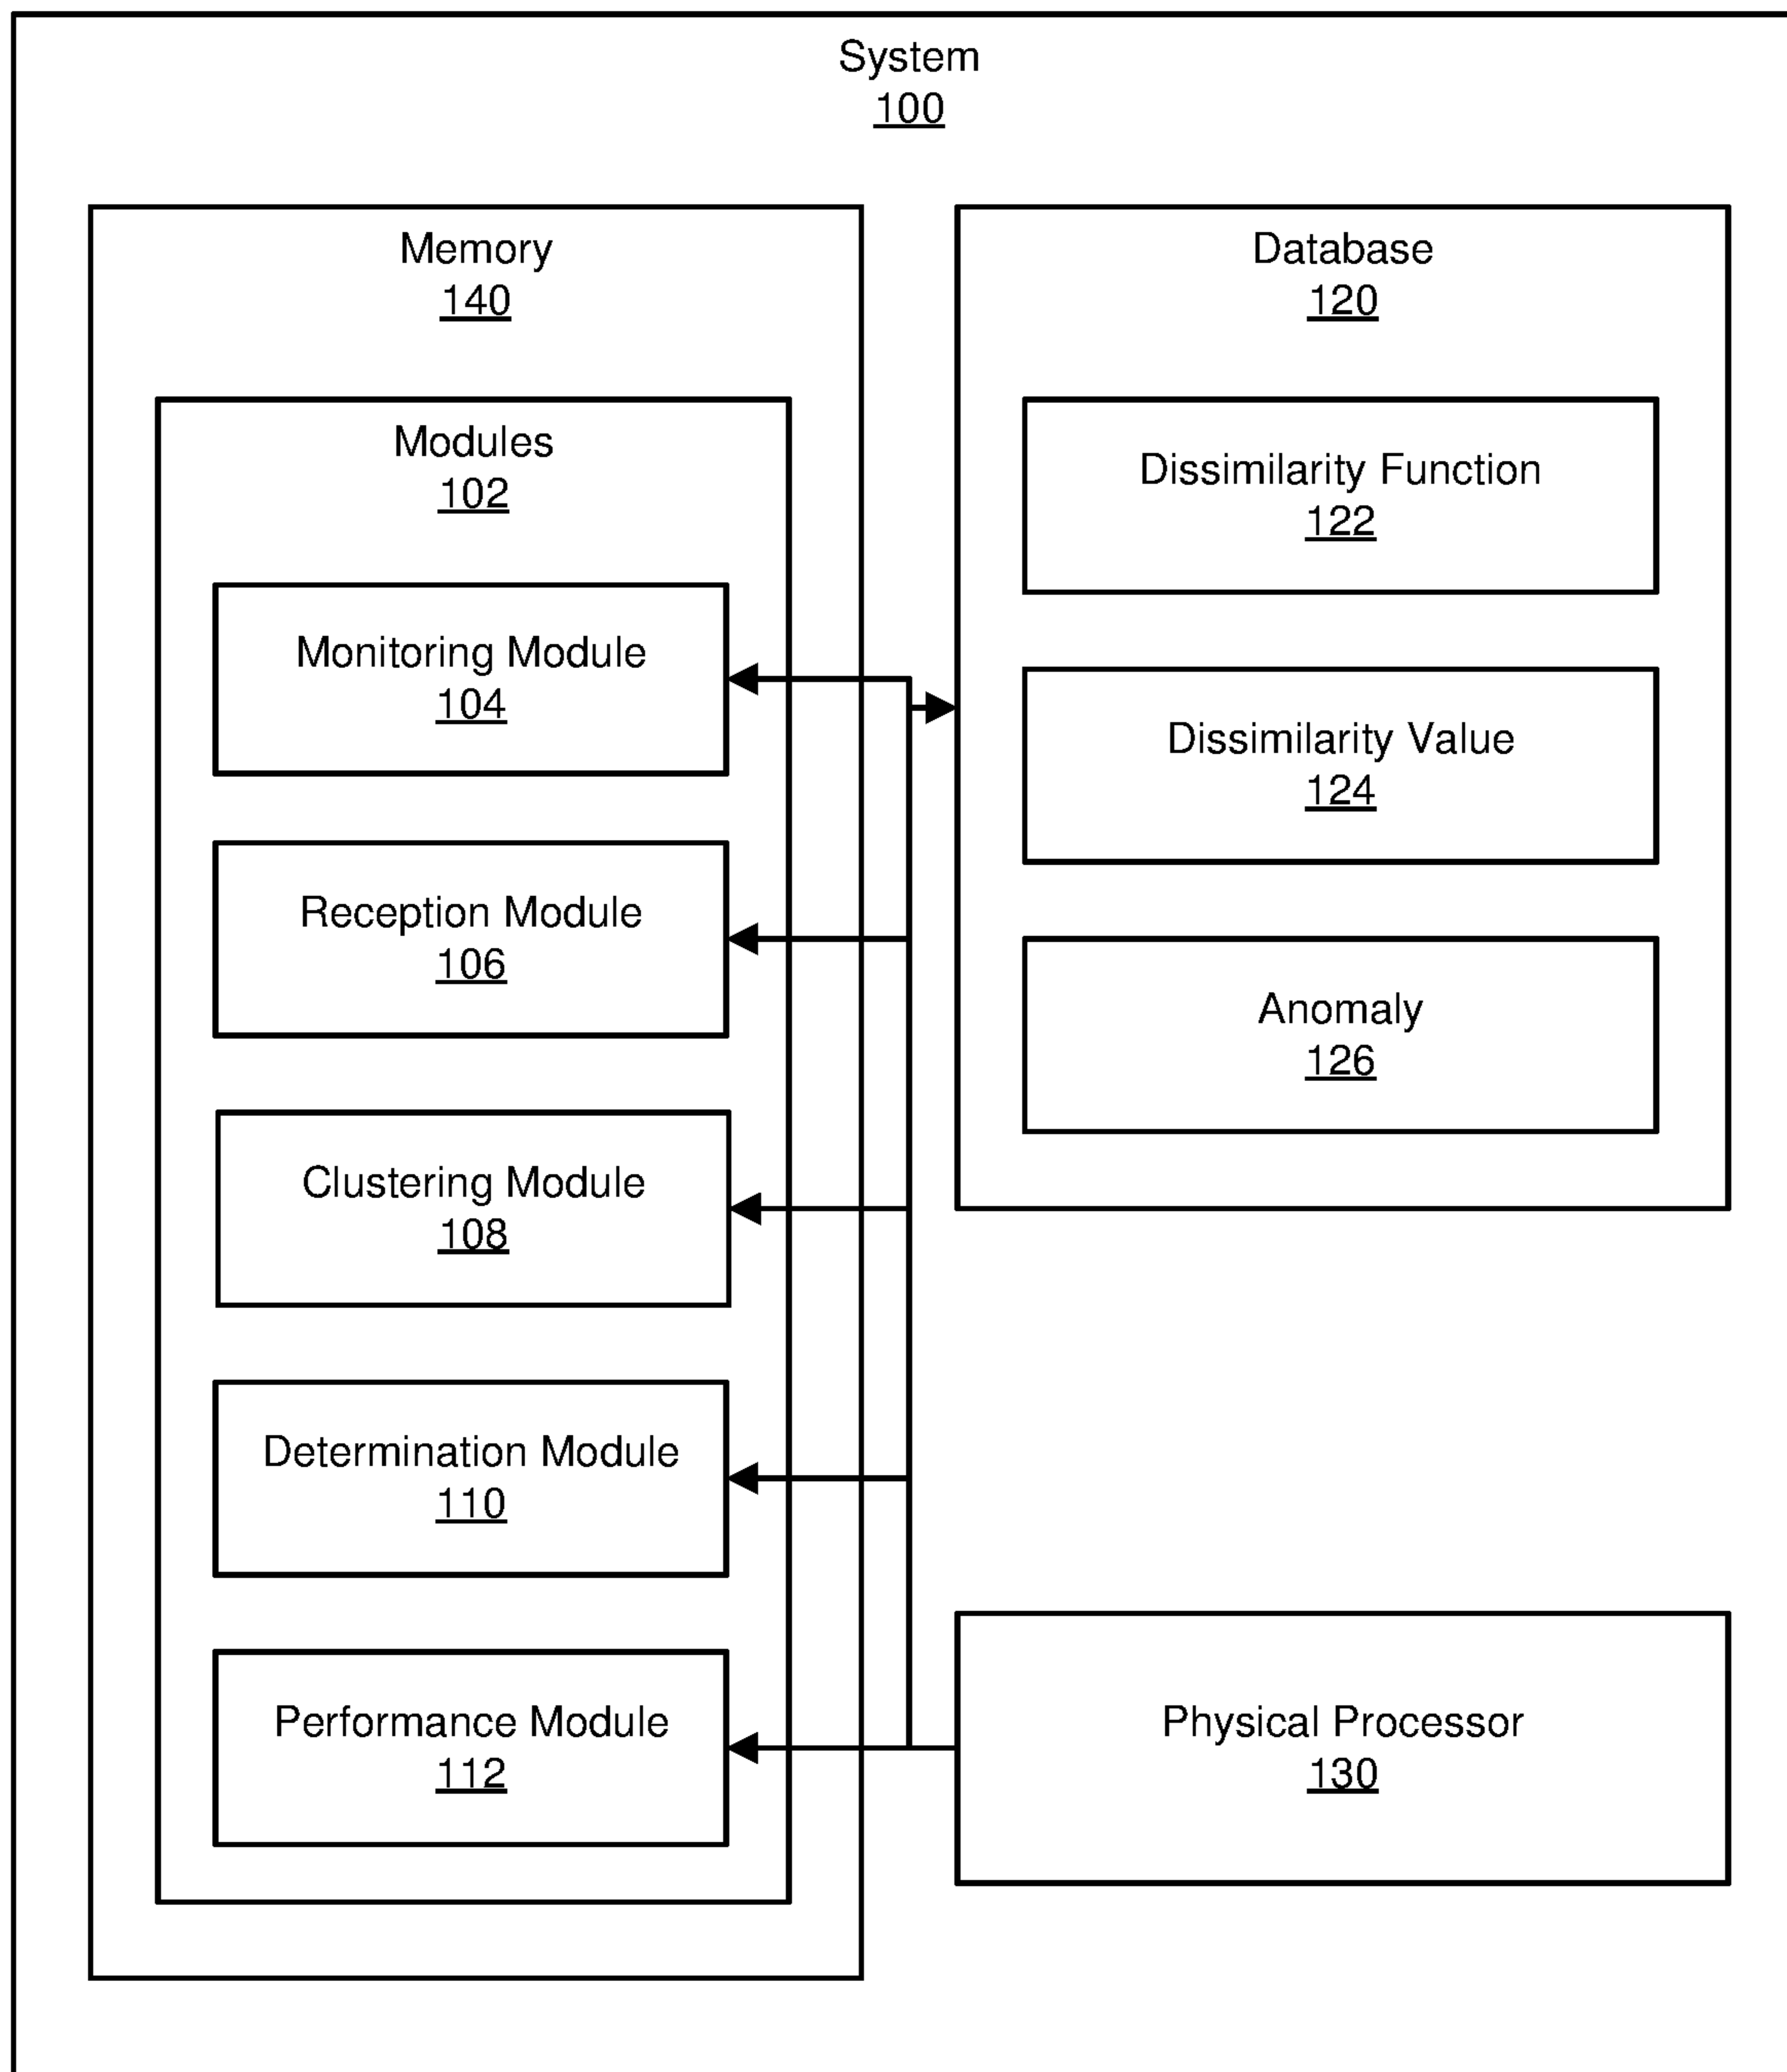 System
100
Memory
140
Modules
102
Monitoring Module
104
Reception Module
106
Clustering Module
108
Determination Module
110
Performance Module
112
Database
120
Dissimilarity Function
122
Dissimilarity Value
124
Anomaly
126
Physical Processor
130